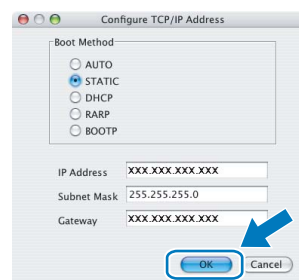 Configure TCP/IP Address
Boot Method
AUTO
STATIC
DHCP
RARP
BOOTP
IP Address XXX.XXX.XXX.XXX
Subnet Mask 255.255.255.0
Gateway XXX.XXX.XXX.XXX
OK Cancel